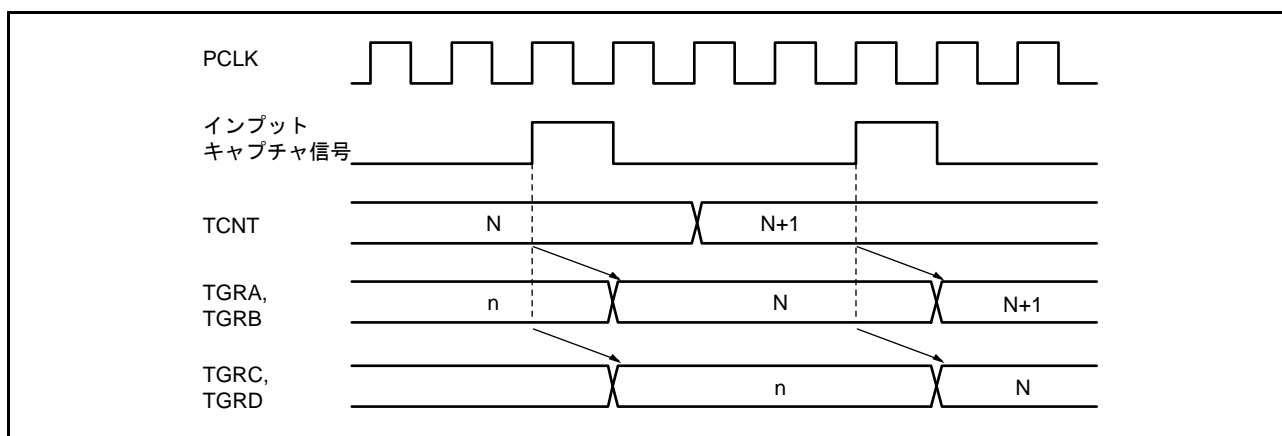 PCLK
インプット
キャプチャ信号
TCNT
N
N+1
TGRA,
TGRB
n
N
N+1
TGRC,
TGRD
n
N